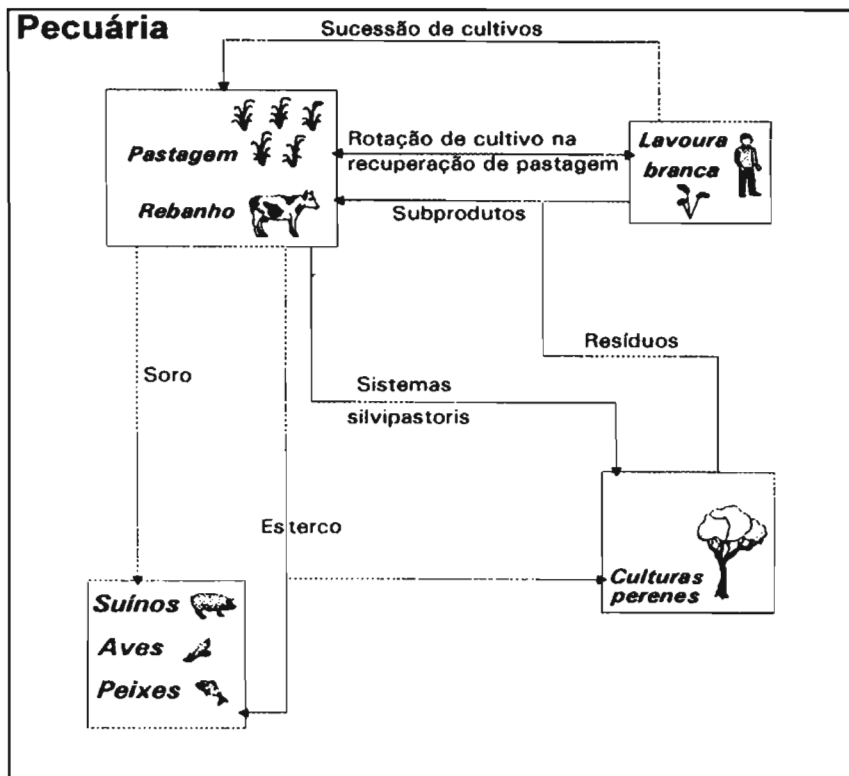 Pecuária
Sucessão de cultivos
Pastagem
Rebanho
Rotação de cultivo na
recuperação de pastagem
Subprodutos
Lavoura
branca
Resíduos
Soro
Sistemas
silvipastoris
Esterco
Culturas
perenes
Suínos
Aves
Peixes